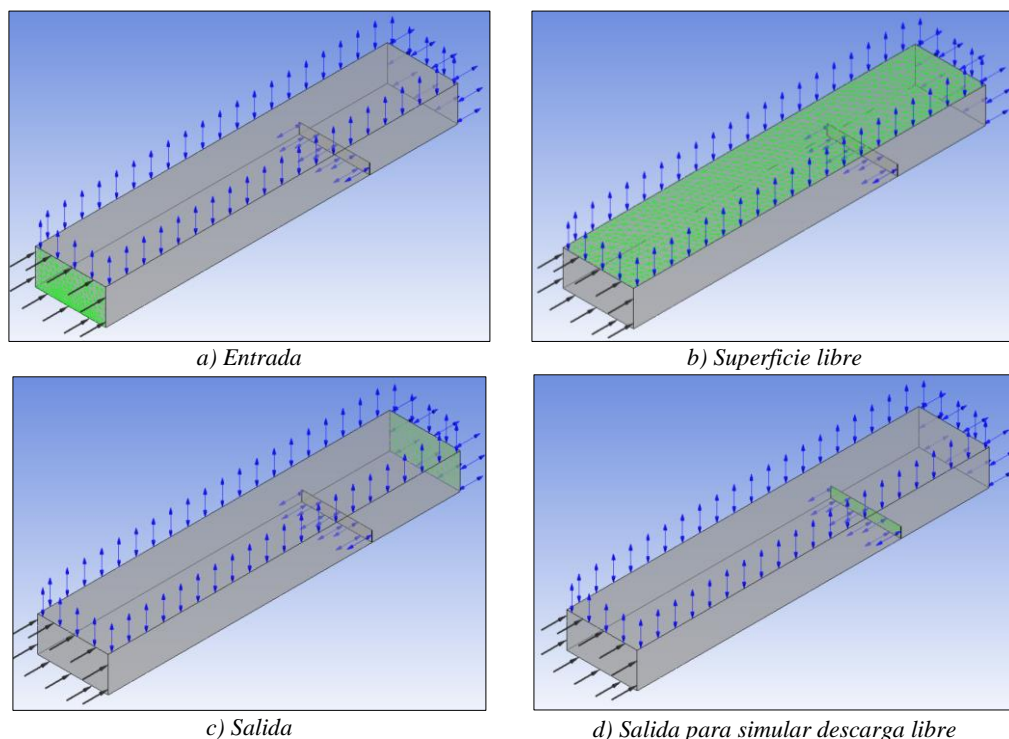 a) Entrada
b) Superficie libre
c) Salida
d) Salida para simular descarga libre